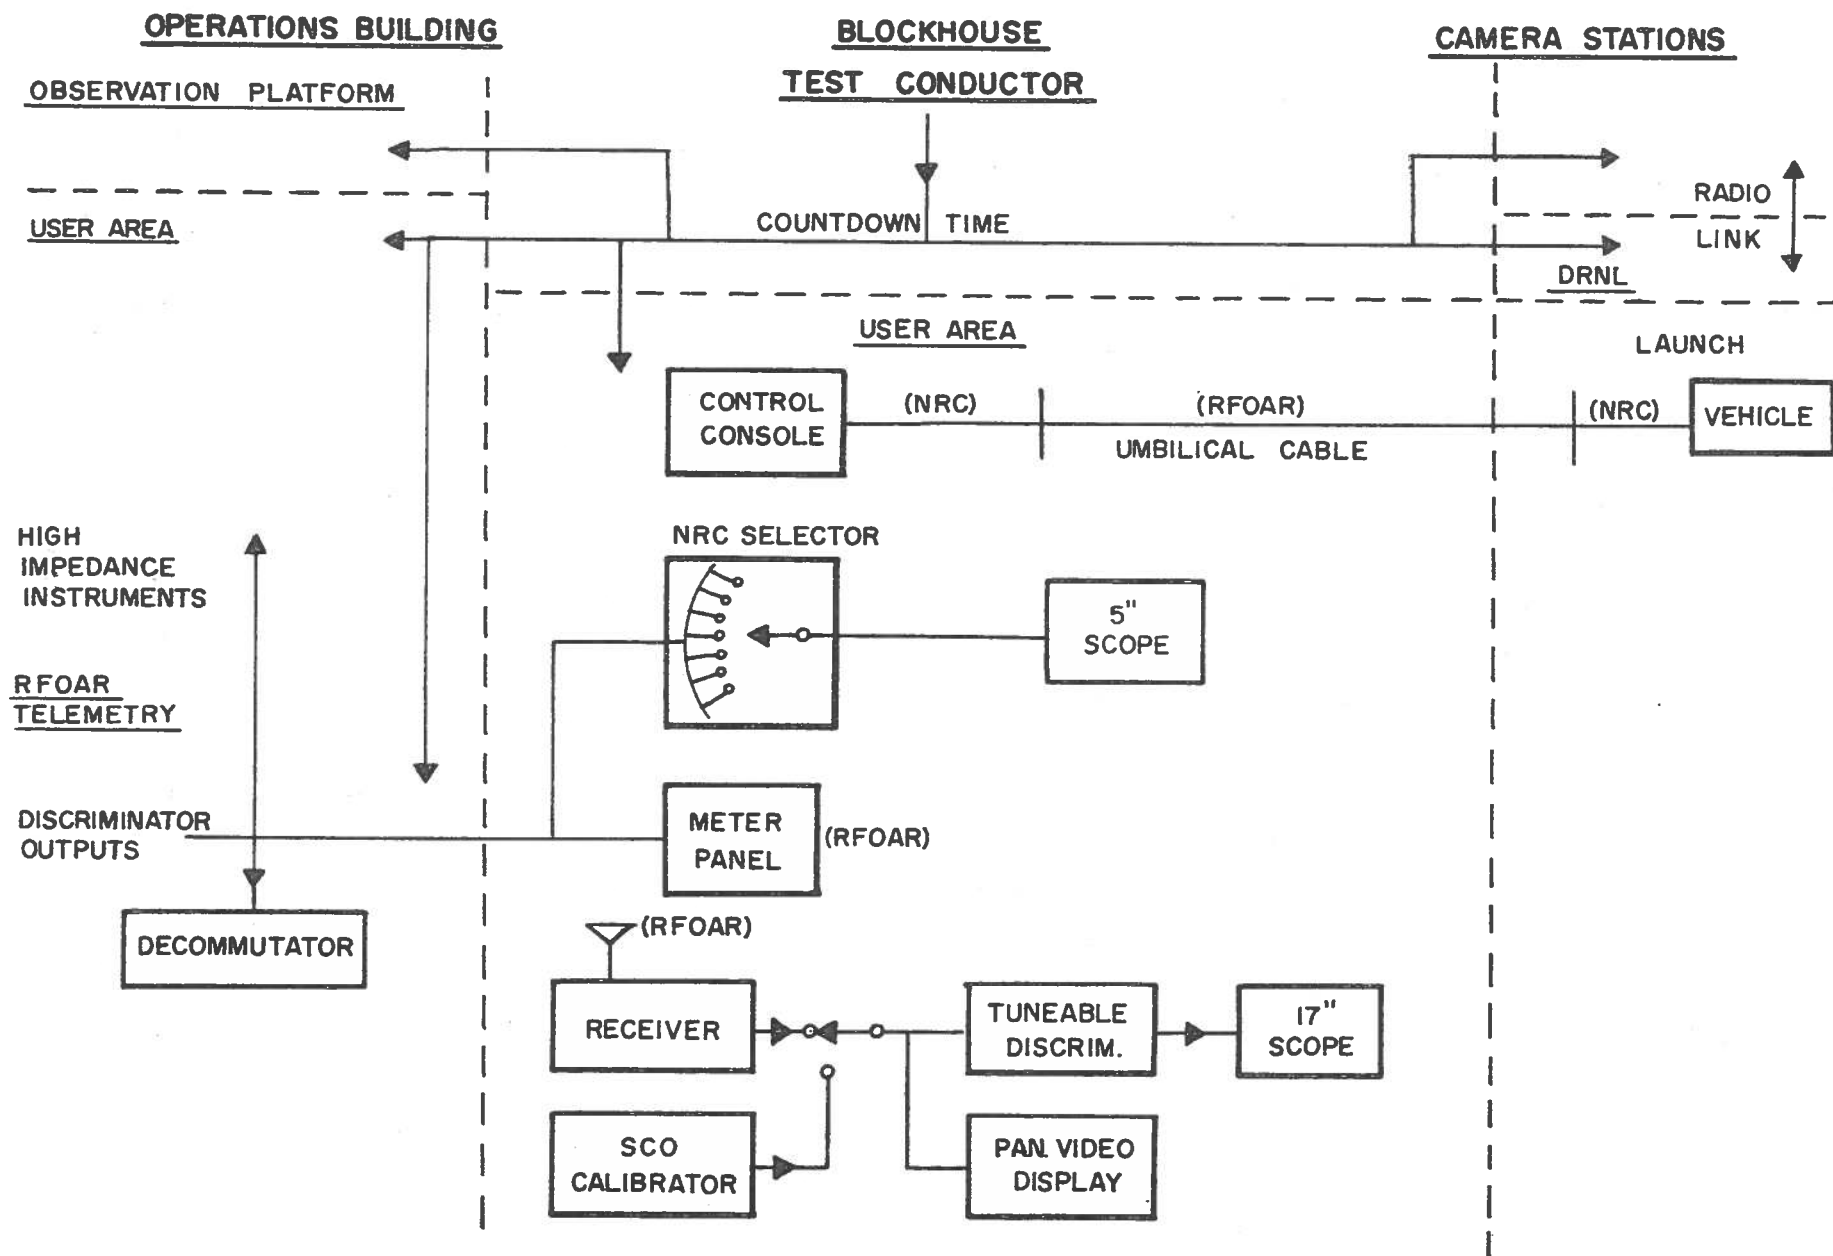 OPERATIONS BUILDING
BLOCKHOUSE
CAMERA STATIONS
OBSERVATION PLATFORM
TEST CONDUCTOR
USER AREA
COUNTDOWN TIME
RADIO
LINK
DRNL
USER AREA
LAUNCH
CONTROL
CONSOLE
(NRC)
(RFOAR)
UMBILICAL CABLE
(NRC)
VEHICLE
HIGH
IMPEDANCE
INSTRUMENTS
NRC SELECTOR
5"
SCOPE
RFOAR
TELEMETRY
DISCRIMINATOR
OUTPUTS
METER
PANEL
(RFOAR)
DECOMMUTATOR
(RFOAR)
RECEIVER
TUNEABLE
DISCRIM.
17"
SCOPE
SCO
CALIBRATOR
PAN. VIDEO
DISPLAY